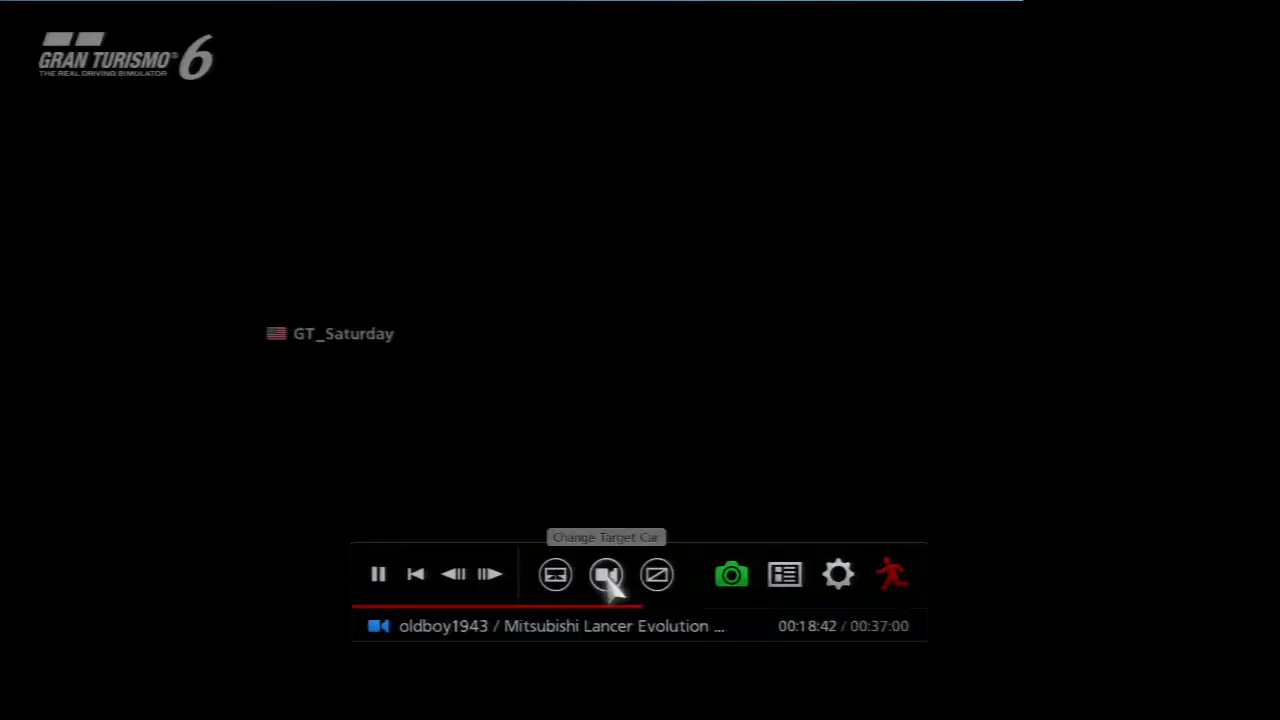 GRAN TURISMO® 6
THE REAL DRIVING SIMULATOR
GT_Saturday
Change Target Car
oldboy1943 / Mitsubishi Lancer Evolution ...
00:18:42 / 00:37:00